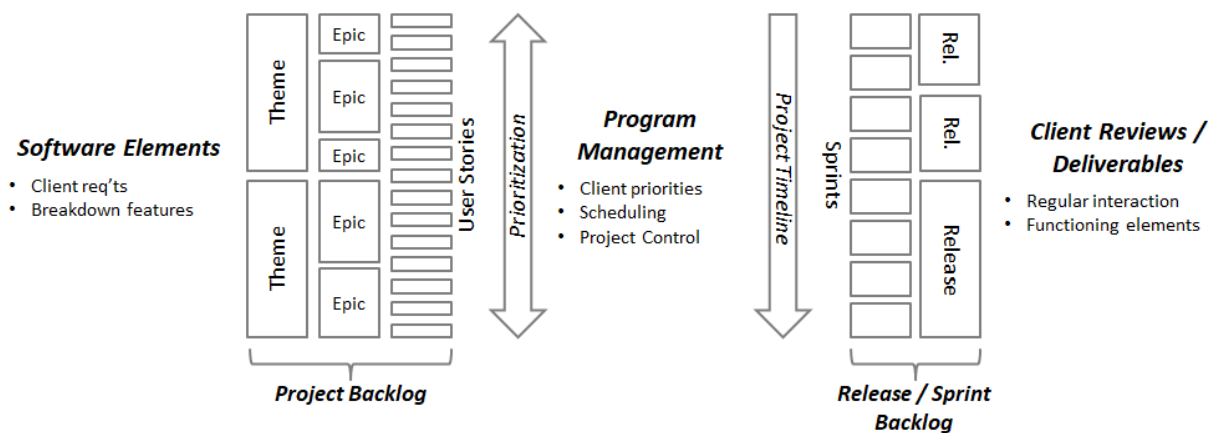 Software Elements
• Client req'ts
• Breakdown features
Theme
Theme
Epic
Epic
Epic
Epic
Epic
User Stories
Prioritization
Project Backlog
Program
Management
• Client priorities
• Scheduling
• Project Control
Project Timeline
Sprints
Rel.
Rel.
Release
Release / Sprint
Backlog
Client Reviews /
Deliverables
• Regular interaction
• Functioning elements